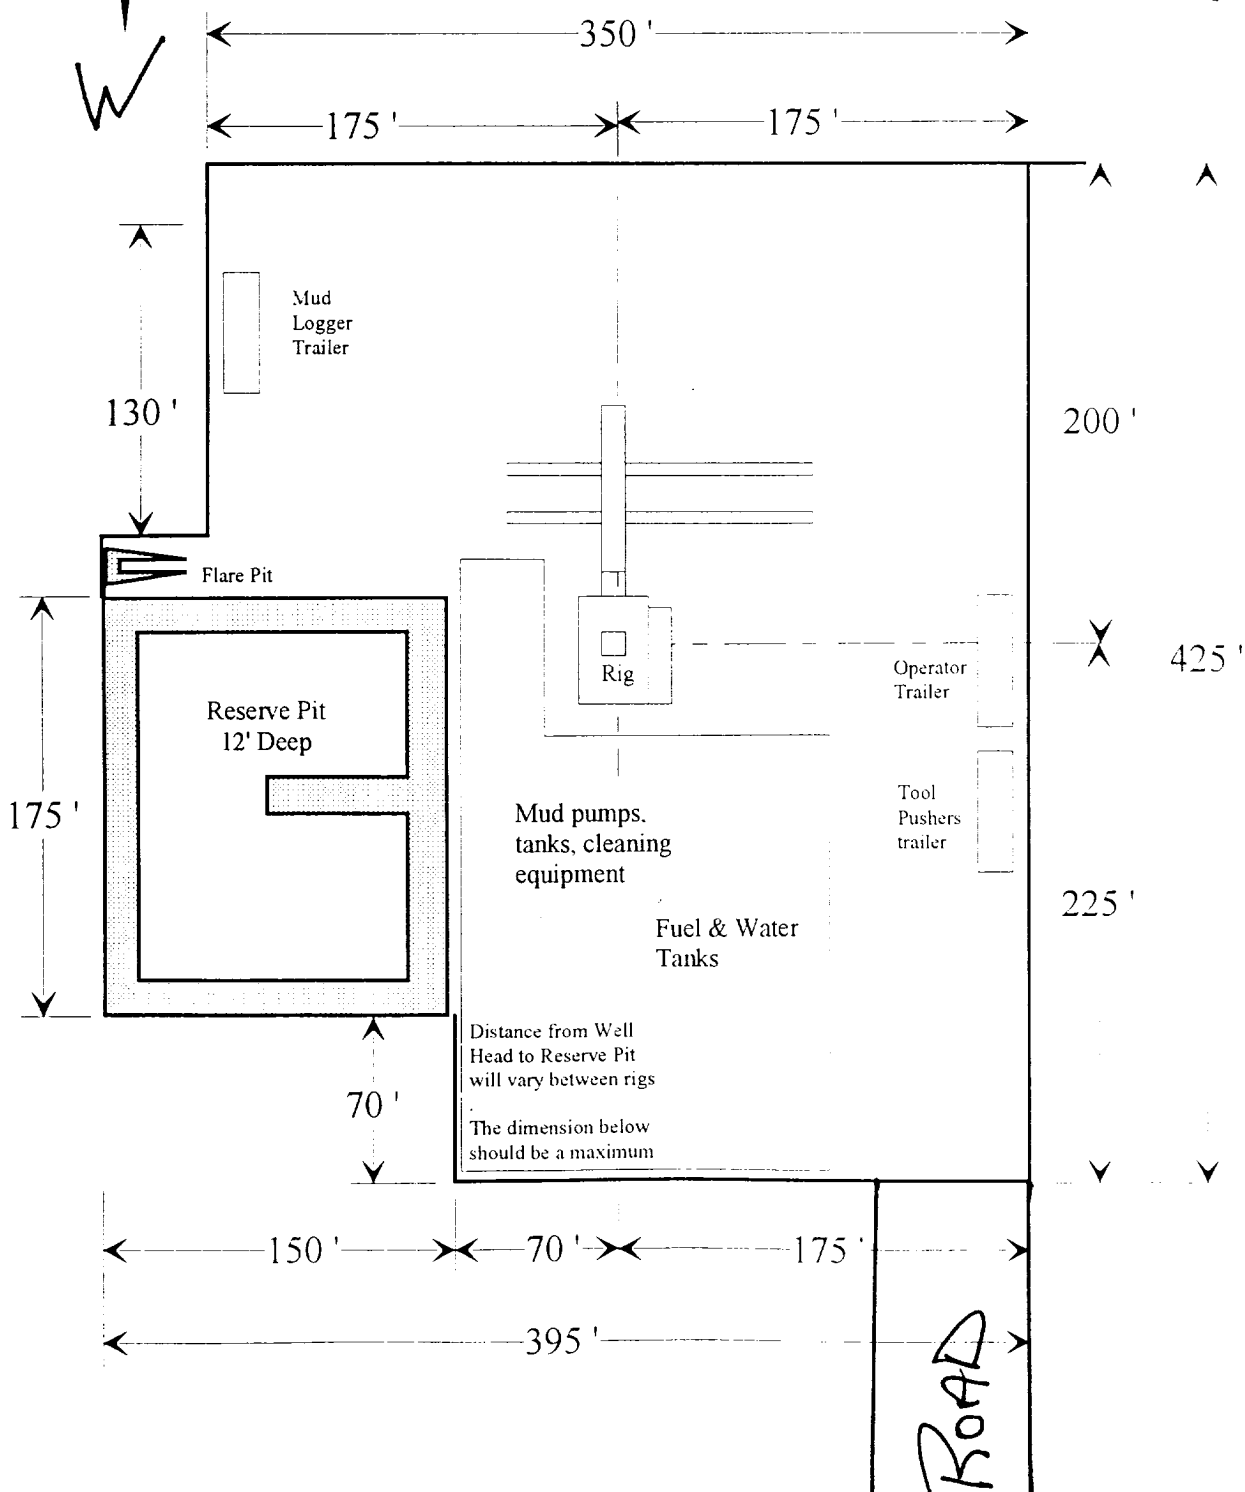 350 '
W
175 '
175 '
Mud
Logger
Trailer
130 '
200 '
Flare Pit
Rig
Operator
Trailer
425 '
Reserve Pit
12' Deep
175 '
Mud pumps,
tanks, cleaning
equipment
Tool
Pushers
trailer
225 '
Fuel & Water
Tanks
Distance from Well
Head to Reserve Pit
will vary between rigs
.
The dimension below
should be a maximum
70 '
150 '
70 '
175 '
395 '
ROAD